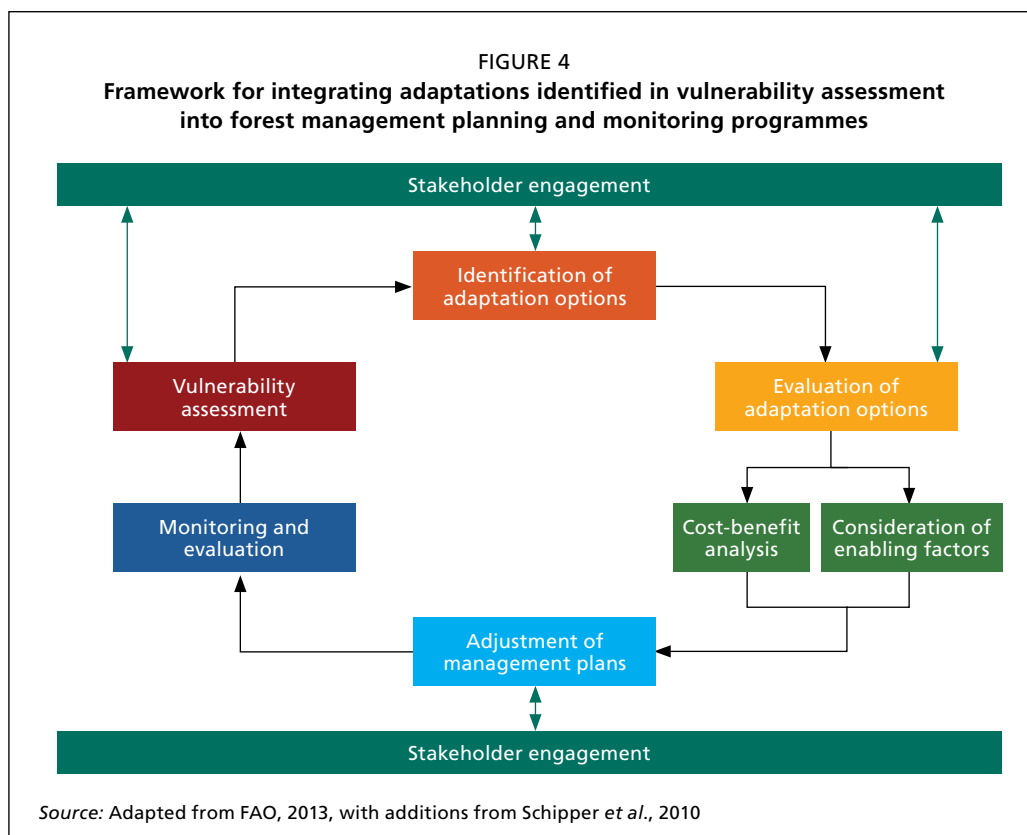 FIGURE 4
Framework for integrating adaptations identified in vulnerability assessment
into forest management planning and monitoring programmes
Stakeholder engagement
Identification of
adaptation options
Vulnerability
assessment
Evaluation of
adaptation options
Monitoring and
evaluation
Cost-benefit
analysis
Consideration of
enabling factors
Adjustment of
management plans
Stakeholder engagement
Source: Adapted from FAO, 2013, with additions from Schipper et al., 2010